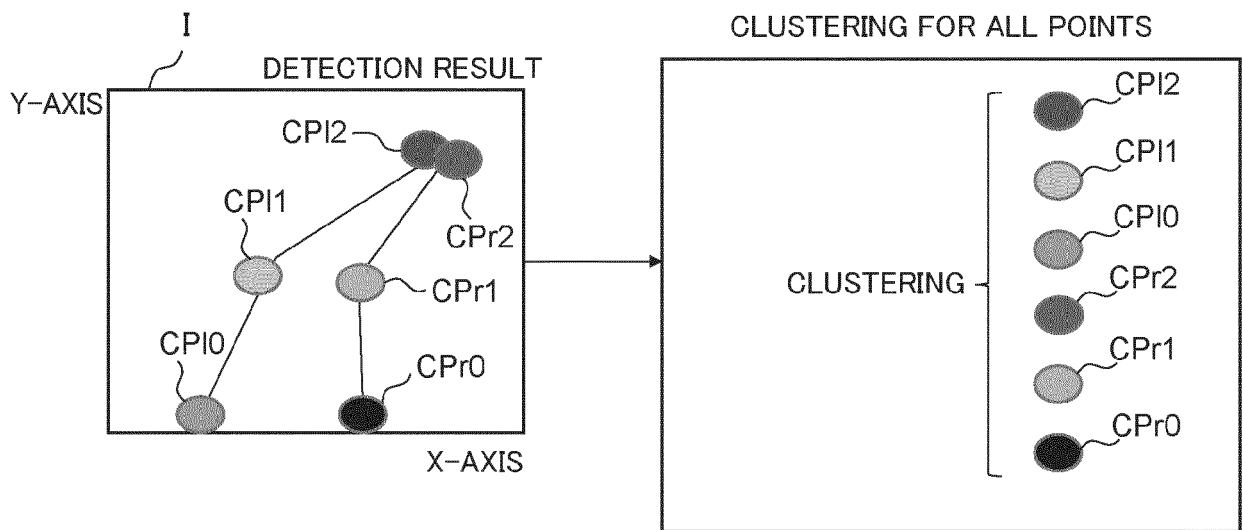 I
DETECTION RESULT
Y-AXIS
CPl2
CPl1
CPr2
CPr1
CPl0
CPr0
X-AXIS
CLUSTERING FOR ALL POINTS
CPl2
CPl1
CPl0
CLUSTERING
CPr2
CPr1
CPr0